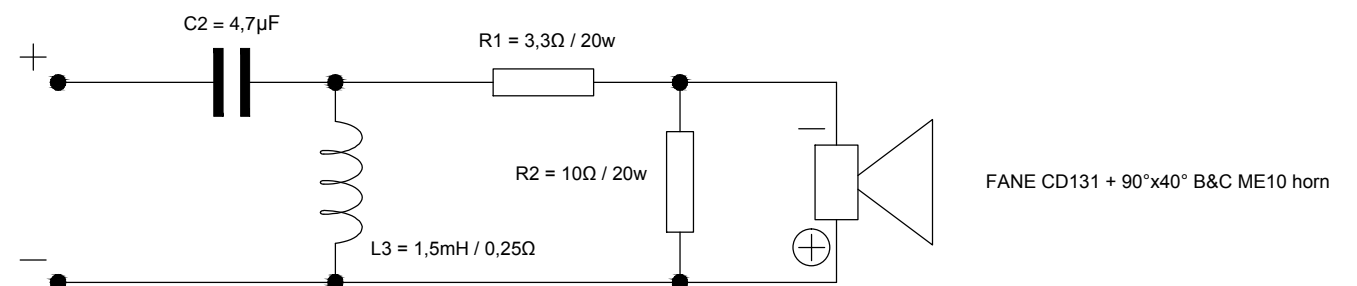 C2 = 4,7µF
R1 = 3,3Ω / 20w
+
−
R2 = 10Ω / 20w
FANE CD131 + 90°x40° B&C ME10 horn
L3 = 1,5mH / 0,25Ω
+
−